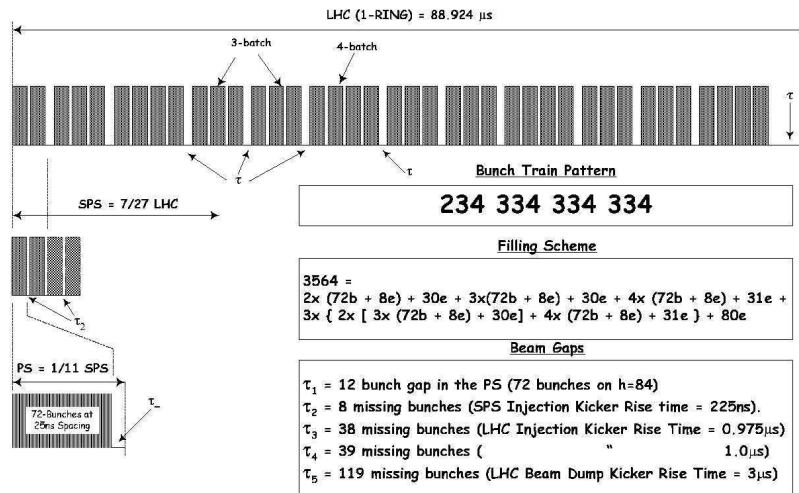 LHC (1-RING) = 88.924 μs
3-batch
4-batch
τ
τ
τ
Bunch Train Pattern
234 334 334 334
SPS = 7/27 LHC
Filling Scheme
3564 =
2x (72b + 8e) + 30e + 3x(72b + 8e) + 30e + 4x (72b + 8e) + 31e +
3x { 2x [ 3x (72b + 8e) + 30e] + 4x (72b + 8e) + 31e } + 80e
τ2
Beam Gaps
PS = 1/11 SPS
τ1 = 12 bunch gap in the PS (72 bunches on h=84)
τ2 = 8 missing bunches (SPS Injection Kicker Rise time = 225ns).
τ3 = 38 missing bunches (LHC Injection Kicker Rise Time = 0.975μs)
τ4 = 39 missing bunches ( " 1.0μs)
τ5 = 119 missing bunches (LHC Beam Dump Kicker Rise Time = 3μs)
τ
72-Bunches at
25ns Spacing